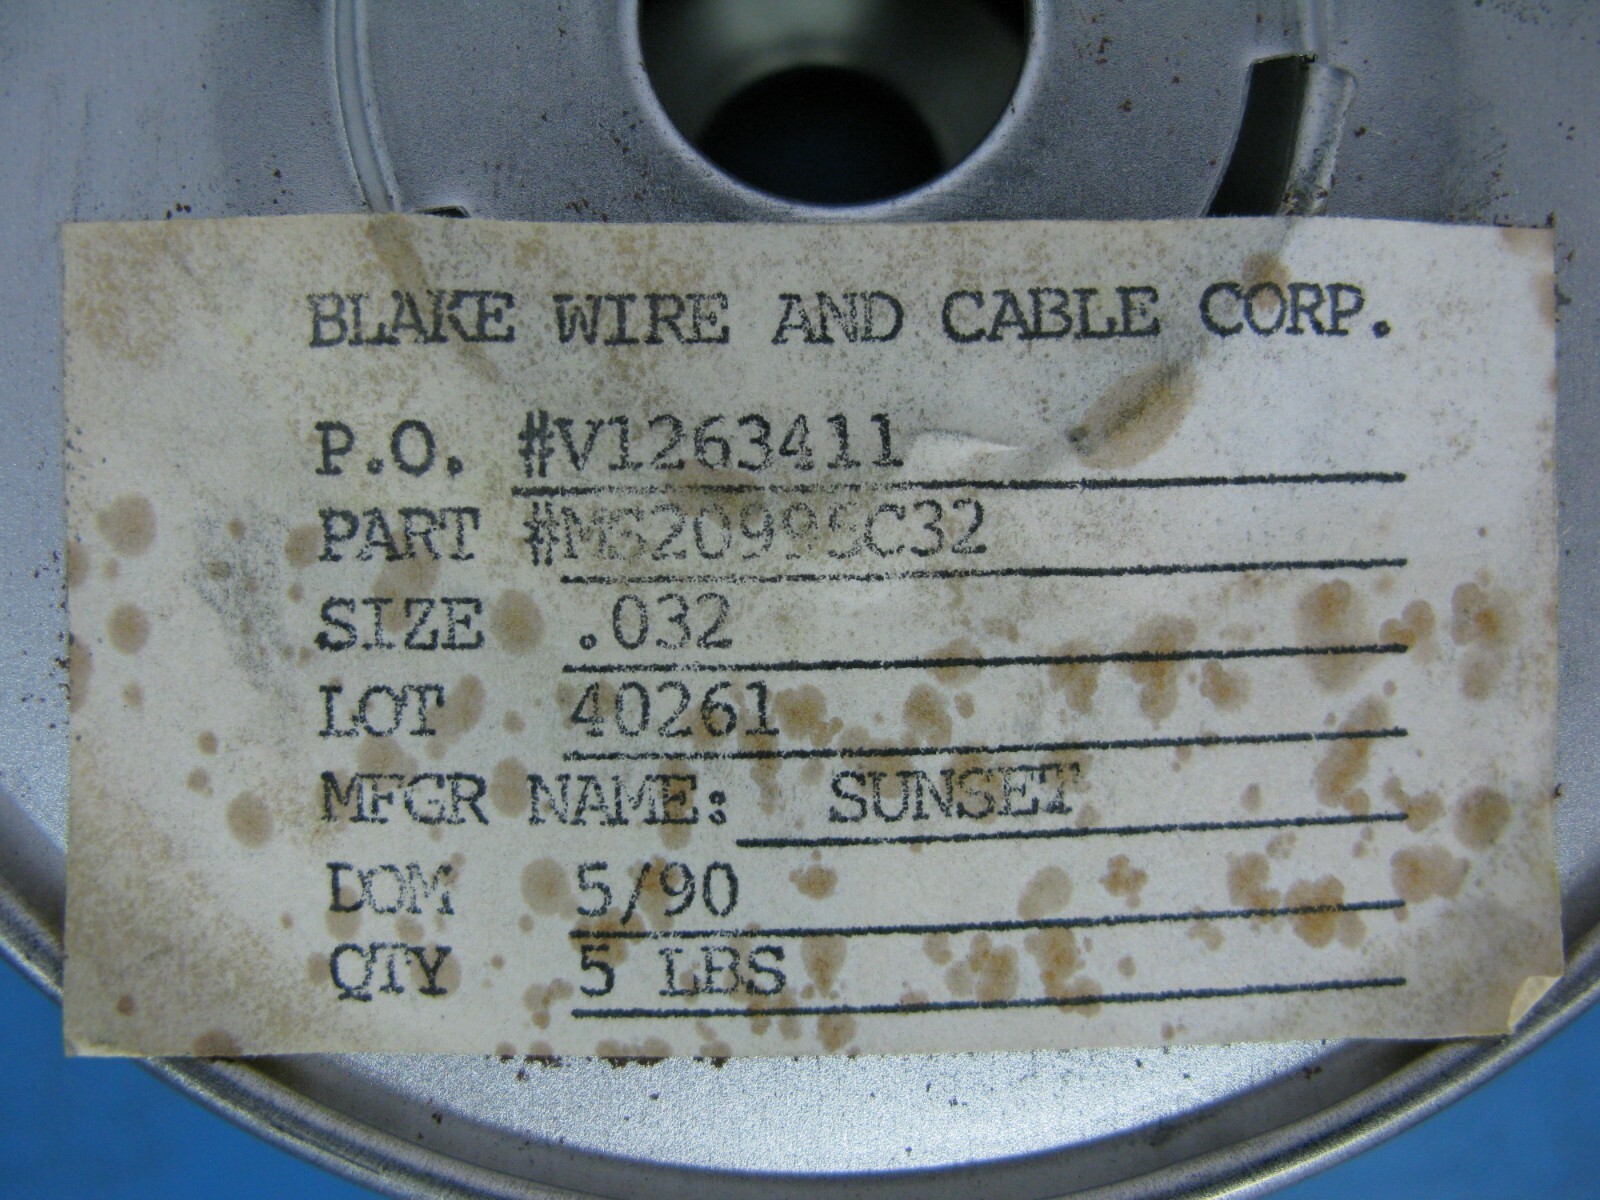 BLAKE WIRE AND CABLE CORP.
P.O. #V1263411
PART #MS20995C32
SIZE .032
LOT 40261
MFGR NAME: SUNSET
DOM 5/90
QTY 5 LBS